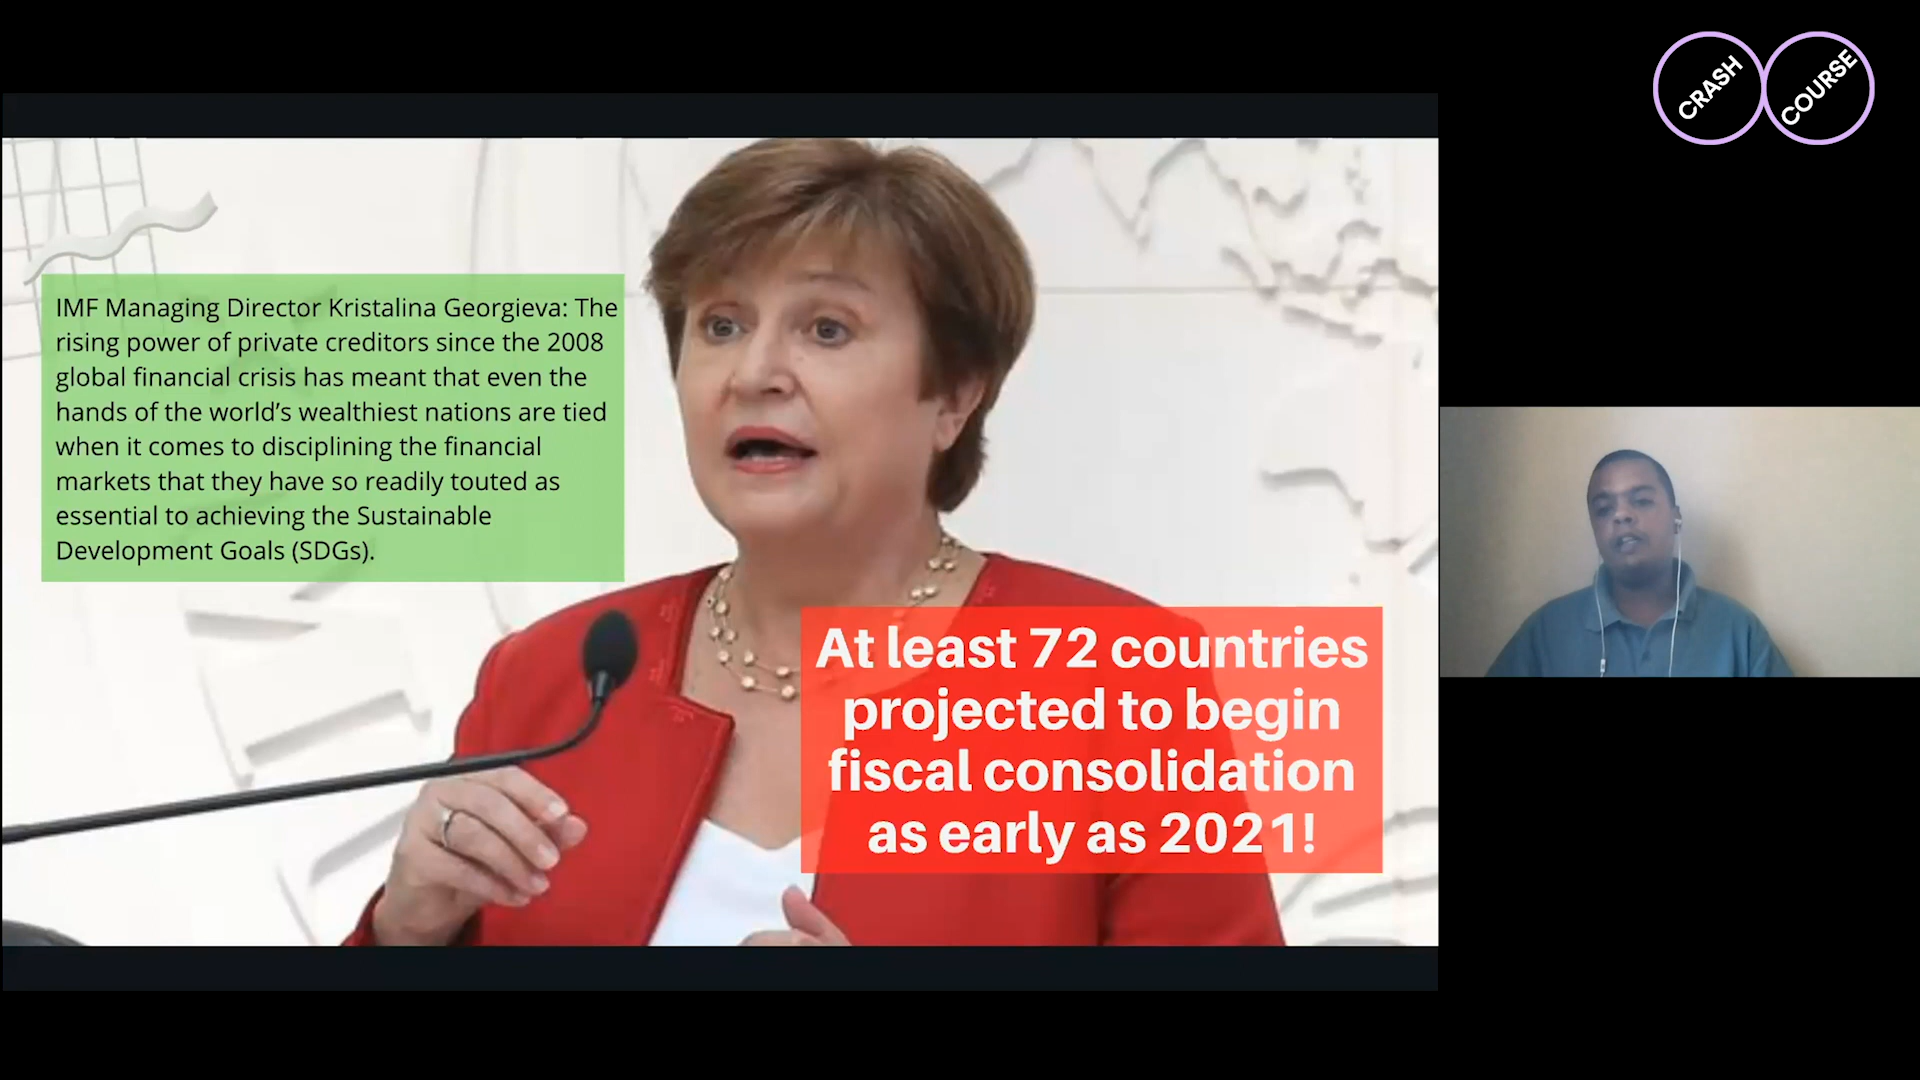 CRASH
COURSE
IMF Managing Director Kristalina Georgieva: The
rising power of private creditors since the 2008
global financial crisis has meant that even the
hands of the world’s wealthiest nations are tied
when it comes to disciplining the financial
markets that they have so readily touted as
essential to achieving the Sustainable
Development Goals (SDGs).
At least 72 countries
projected to begin
fiscal consolidation
as early as 2021!